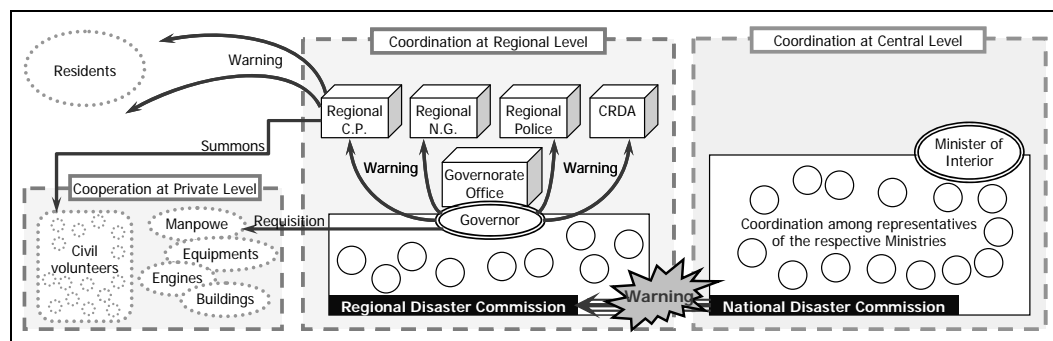 Coordination at Regional Level
Coordination at Central Level
Residents
Warning
Regional
C.P.
Regional
N.G.
Regional
Police
CRDA
Summons
Warning
Warning
Governorate
Office
Minister of
Interior
Cooperation at Private Level
Manpowe
Requisition
Governor
Civil
volunteers
Equipments
Engines
Buildings
Coordination among representatives
of the respective Ministries
Warning
Regional Disaster Commission
National Disaster Commission